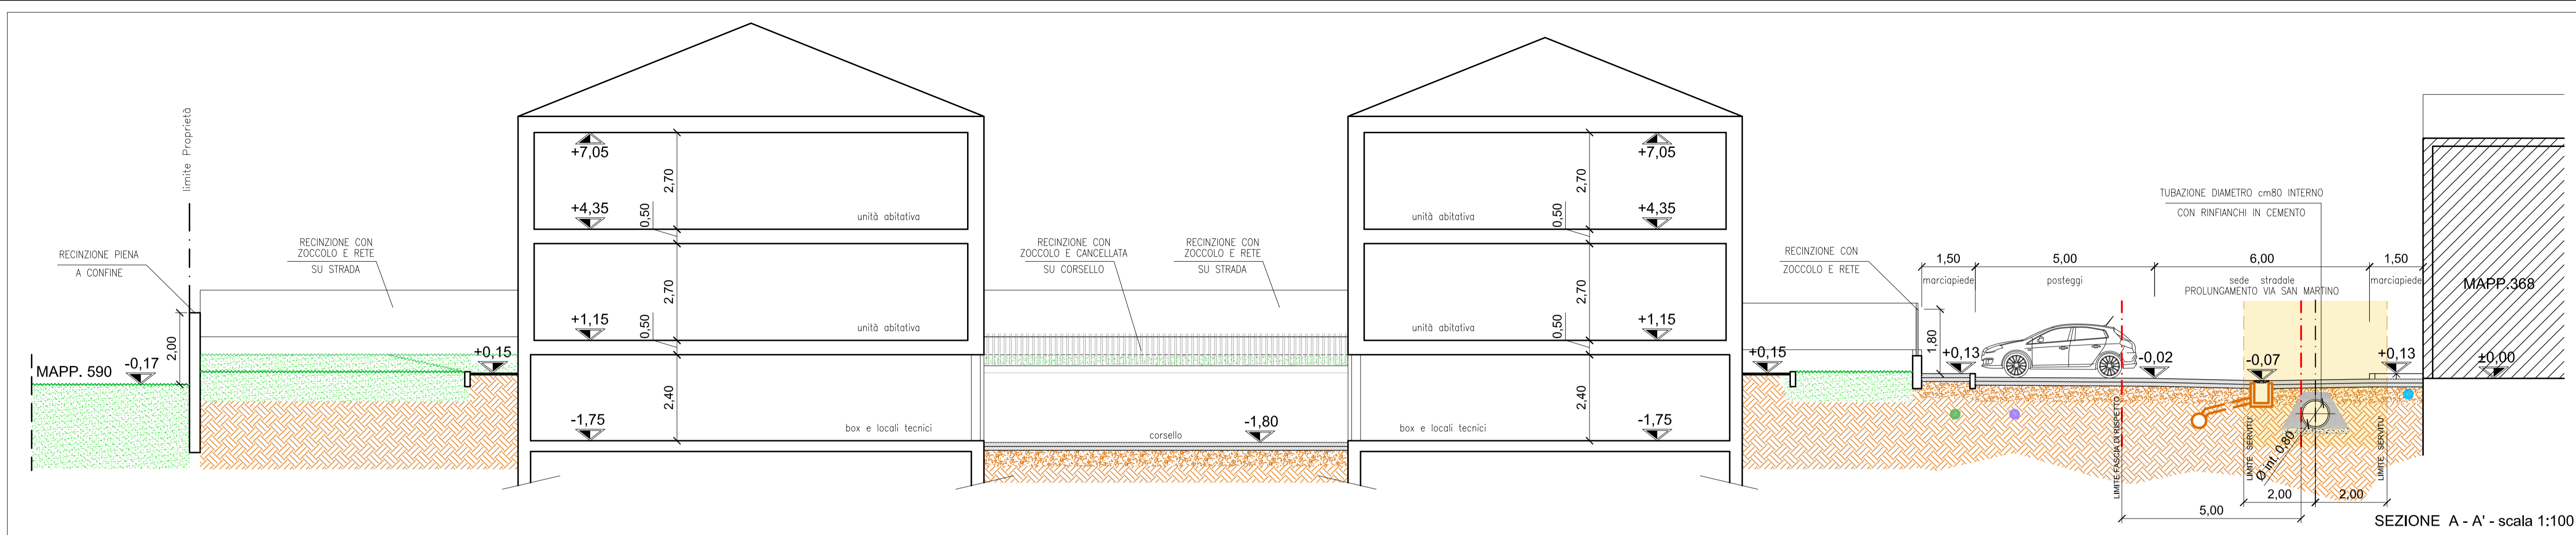 limite Proprietà
RECINZIONE PIENA
A CONFINE
2,00
MAPP. 590
-0,17
RECINZIONE CON
ZOCCOLO E RETE
SU STRADA
+0,15
+7,05
2,70
+4,35
0,50
unità abitativa
2,70
+1,15
0,50
unità abitativa
2,40
-1,75
box e locali tecnici
RECINZIONE CON
ZOCCOLO E CANCELLATA
SU CORSELLO
RECINZIONE CON
ZOCCOLO E RETE
SU STRADA
corsello
-1,80
+7,05
2,70
+4,35
0,50
unità abitativa
2,70
+1,15
0,50
unità abitativa
2,40
-1,75
box e locali tecnici
+0,15
RECINZIONE CON
ZOCCOLO E RETE
1,80
1,50
5,00
6,00
1,50
marciapiede
posteggi
sede stradale
PROLUNGAMENTO VIA SAN MARTINO
marciapiede
TUBAZIONE DIAMETRO cm80 INTERNO
CON RINFIANCHI IN CEMENTO
MAPP.368
+0,13
-0,02
-0,07
+0,13
±0,00
LIMITE FASCIA DI RISPETTO
LIMITE SERVITU'
Ø int. 0.80
LIMITE SERVITU'
2,00
2,00
5,00
SEZIONE A - A' - scala 1:100